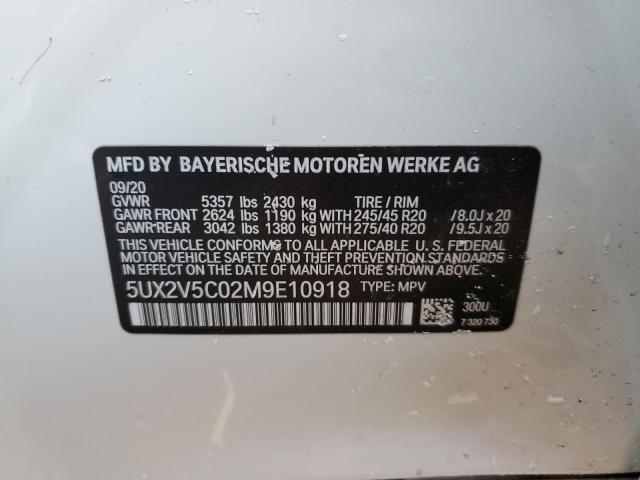 MFD BY BAYERISCHE MOTOREN WERKE AG
09/20
GVWR 5357 lbs 2430 kg TIRE / RIM
GAWR FRONT 2624 lbs 1190 kg WITH 245/45 R20 /8.0J x 20
GAWR REAR 3042 lbs 1380 kg WITH 275/40 R20 /9.5J x 20
THIS VEHICLE CONFORMS TO ALL APPLICABLE U. S. FEDERAL
MOTOR VEHICLE SAFETY AND THEFT PREVENTION STANDARDS
IN EFFECT ON THE DATE OF MANUFACTURE SHOWN ABOVE.
5UX2V5C02M9E10918 TYPE: MPV
300U
7 320 730